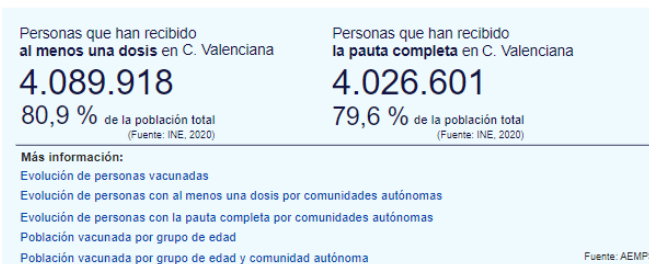 Personas que han recibido
al menos una dosis en C. Valenciana
4.089.918
80,9 % de la población total
(Fuente: INE, 2020)
Personas que han recibido
la pauta completa en C. Valenciana
4.026.601
79,6 % de la población total
(Fuente: INE, 2020)
Más información:
Evolución de personas vacunadas
Evolución de personas con al menos una dosis por comunidades autónomas
Evolución de personas con la pauta completa por comunidades autónomas
Población vacunada por grupo de edad
Población vacunada por grupo de edad y comunidad autónoma
Fuente: AEMP